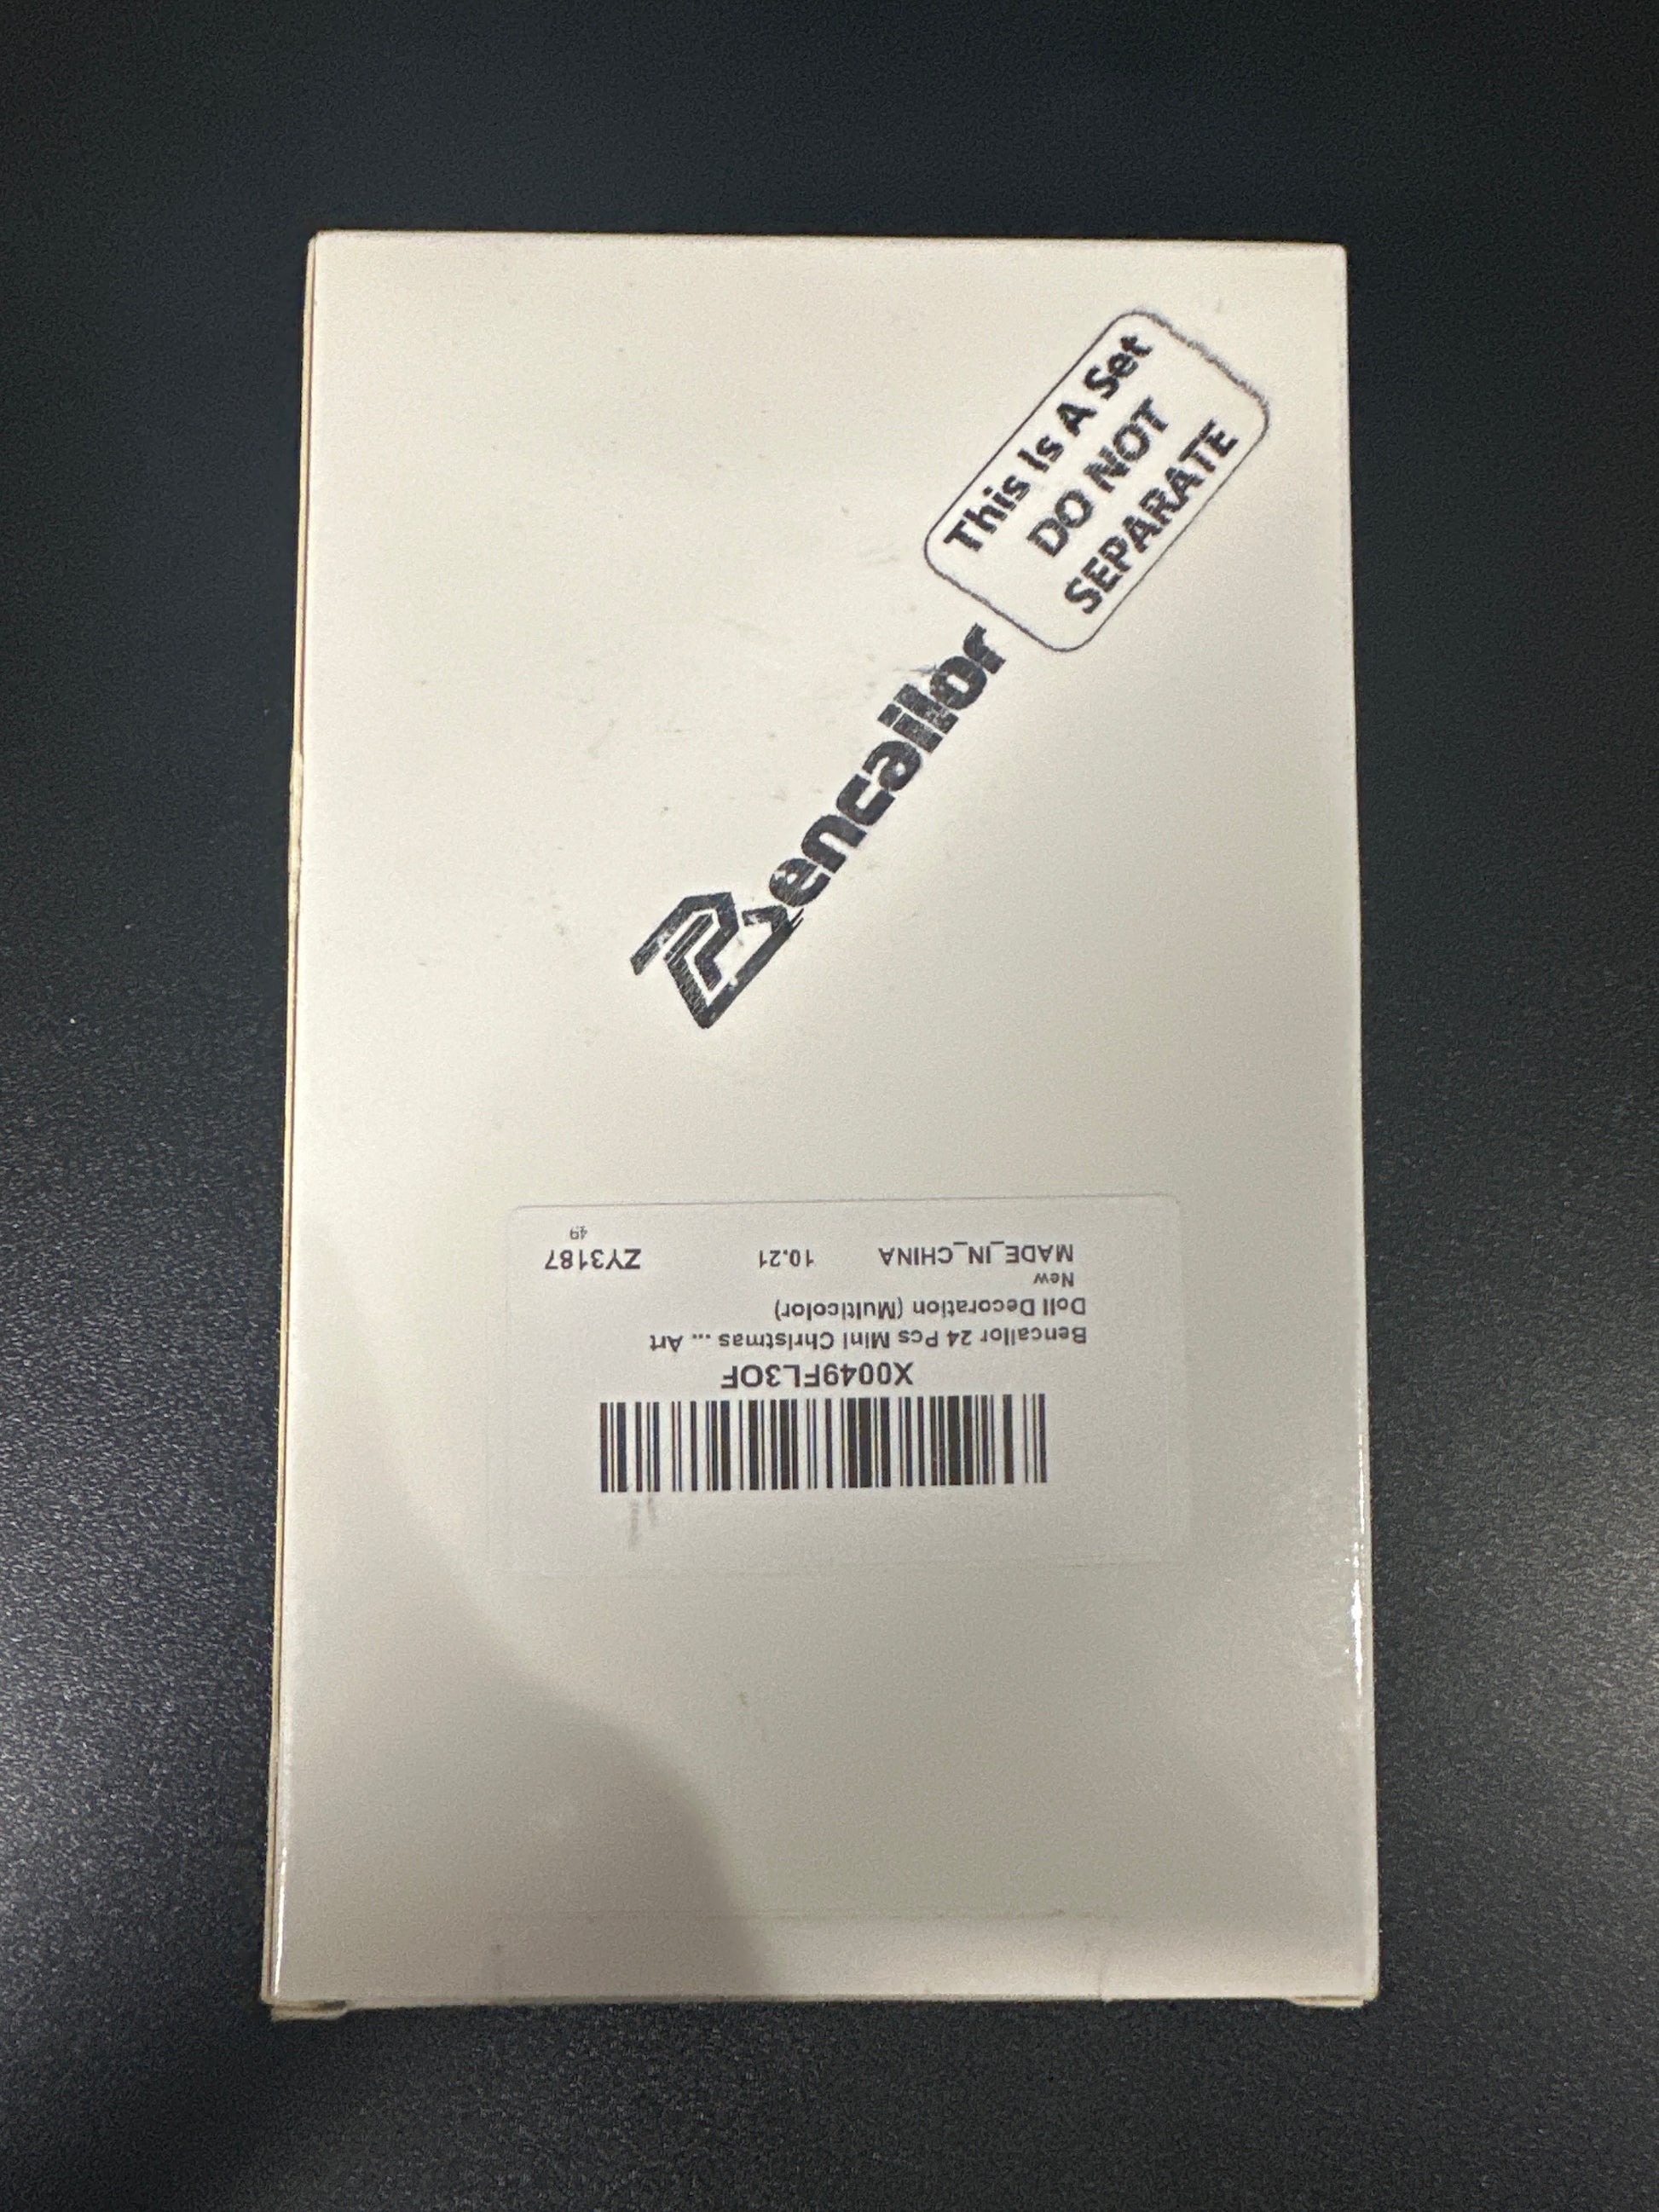 This Is A Set
DO NOT
SEPARATE
Bencailor
X0049FL3OF
Bencailor 24 Pcs Mini Christmas ... Art
Doll Decoration (Multicolor)
New
MADE_IN_CHINA 10.21 ZY3187
49